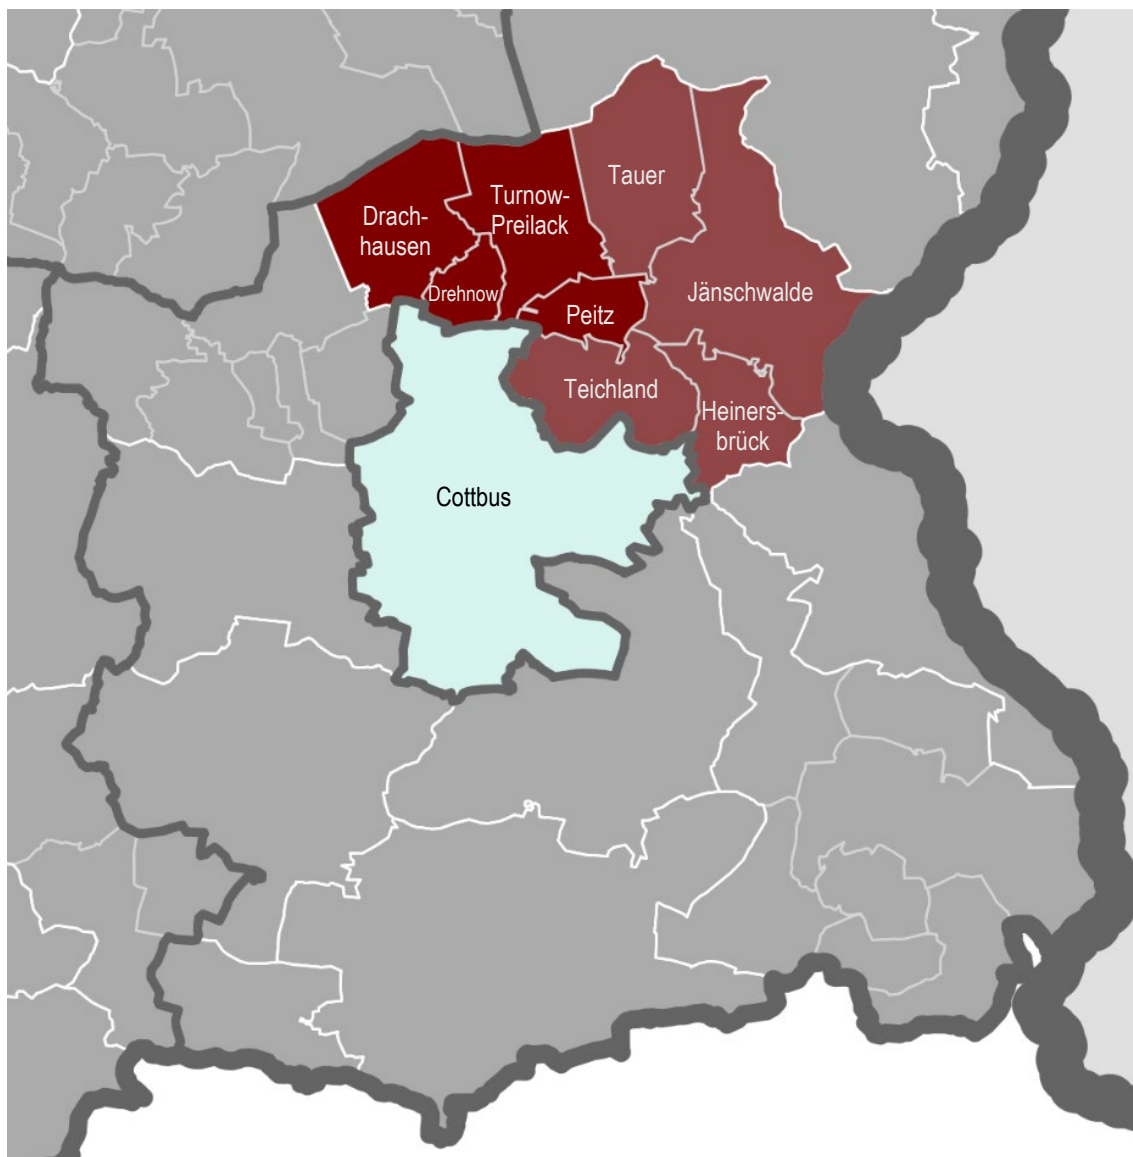 Tauer
Turnow-
Preilack
Drach-
hausen
Drehnow
Jänschwalde
Peitz
Teichland
Heiners-
brück
Cottbus